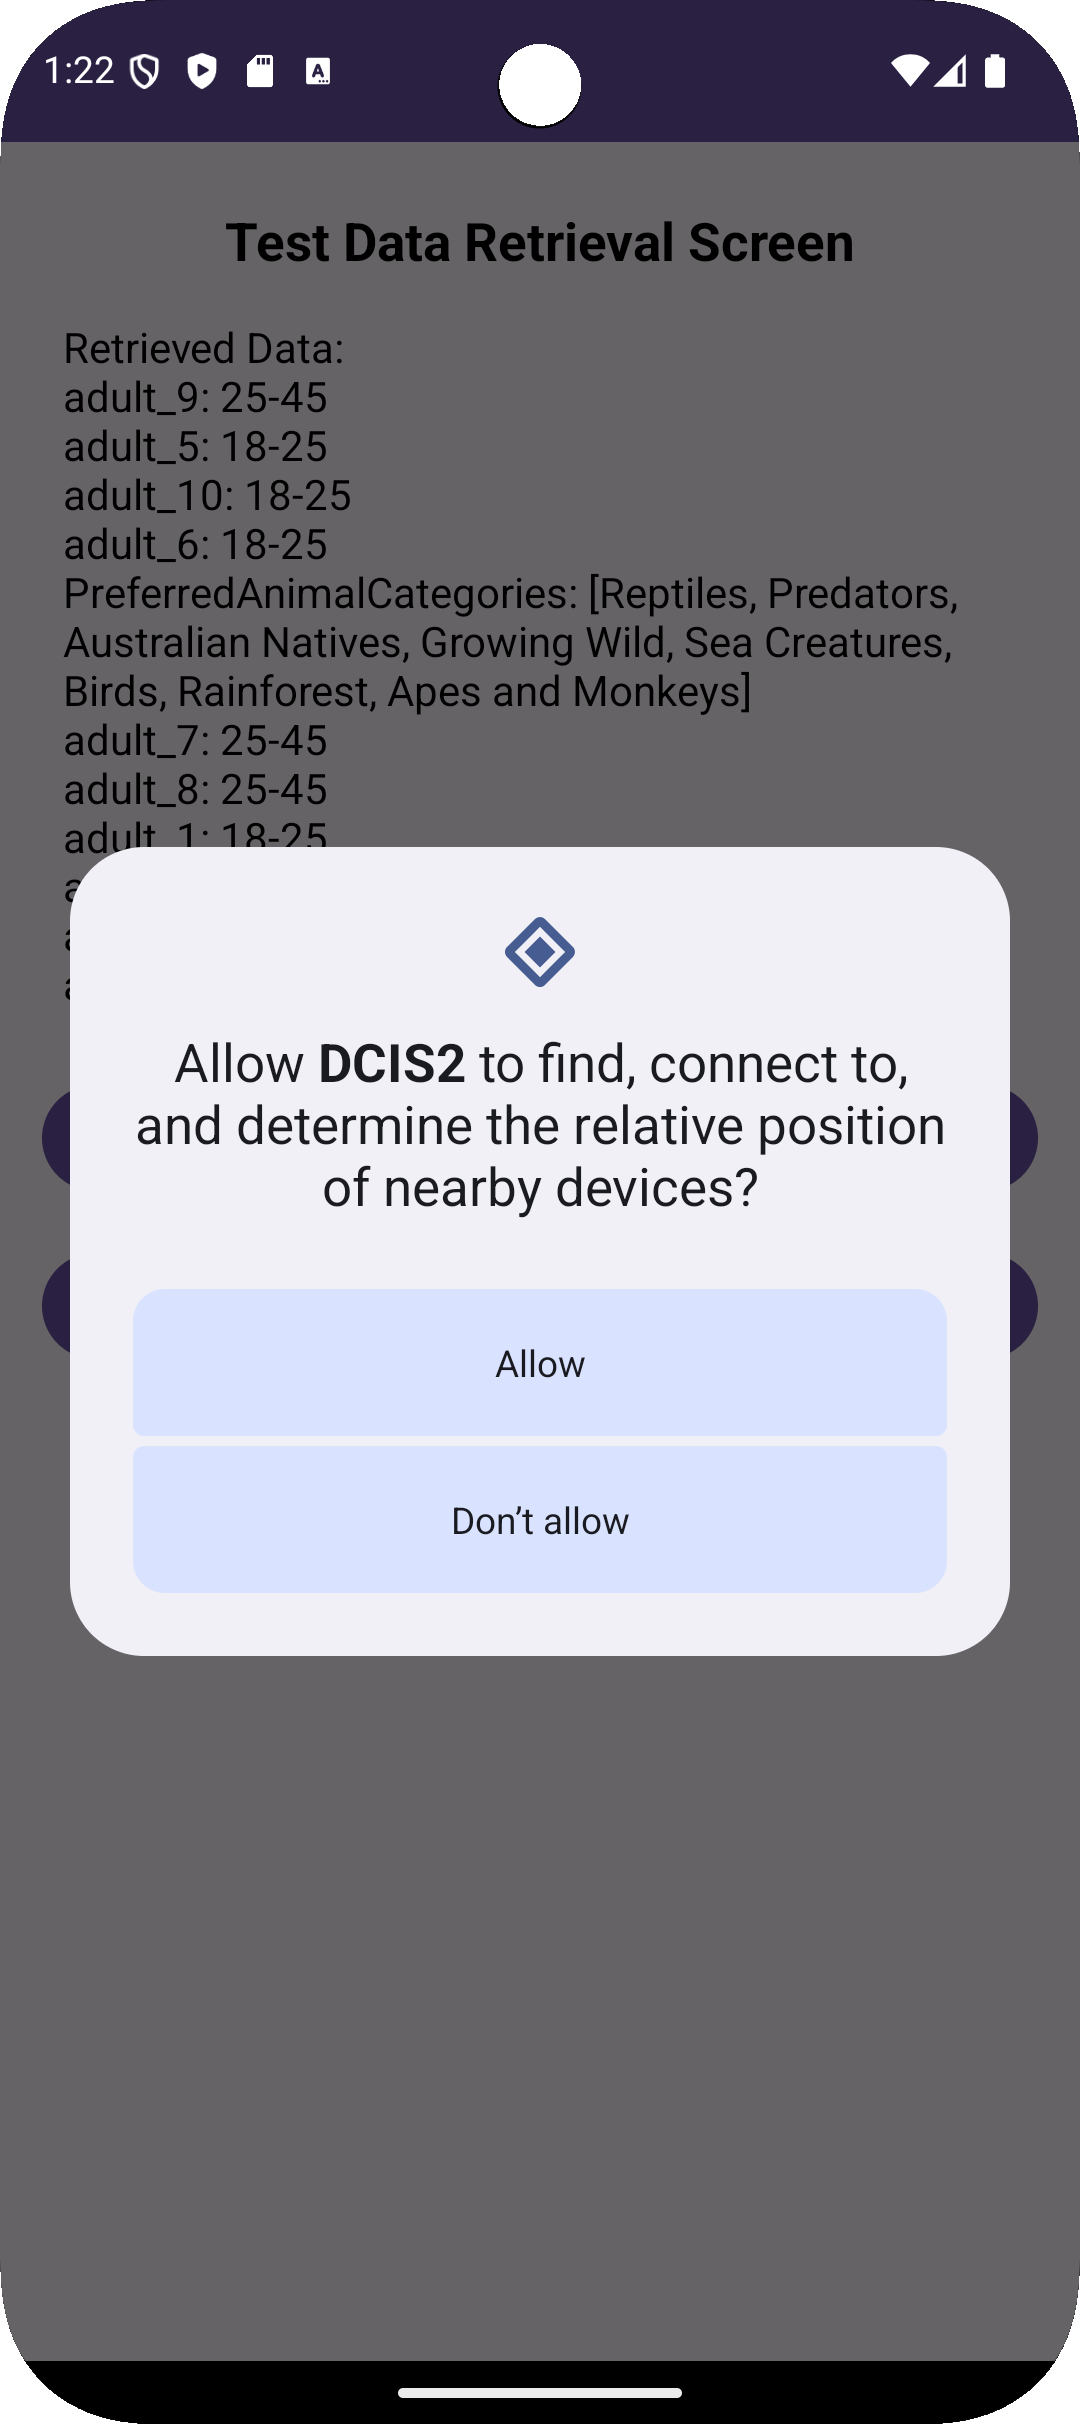 1:22
Test Data Retrieval Screen
Retrieved Data:
adult_9: 25-45
adult_5: 18-25
adult_10: 18-25
adult_6: 18-25
PreferredAnimalCategories: [Reptiles, Predators,
Australian Natives, Growing Wild, Sea Creatures,
Birds, Rainforest, Apes and Monkeys]
adult_7: 25-45
adult_8: 25-45
adult_1: 18-25
Allow DCIS2 to find, connect to,
and determine the relative position
of nearby devices?
Allow
Don’t allow